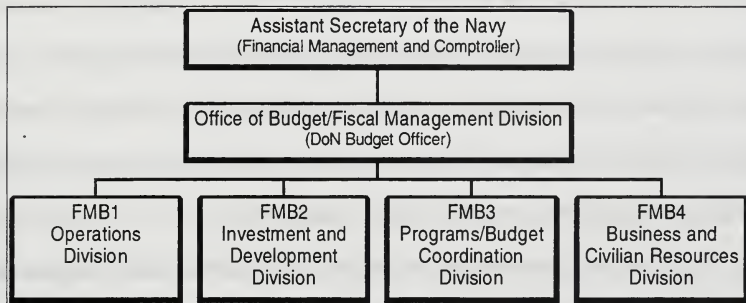 Assistant Secretary of the Navy
(Financial Management and Comptroller)
Office of Budget/Fiscal Management Division
(DoN Budget Officer)
FMB1
Operations
Division
FMB2
Investment and
Development
Division
FMB3
Programs/Budget
Coordination
Division
FMB4
Business and
Civilian Resources
Division